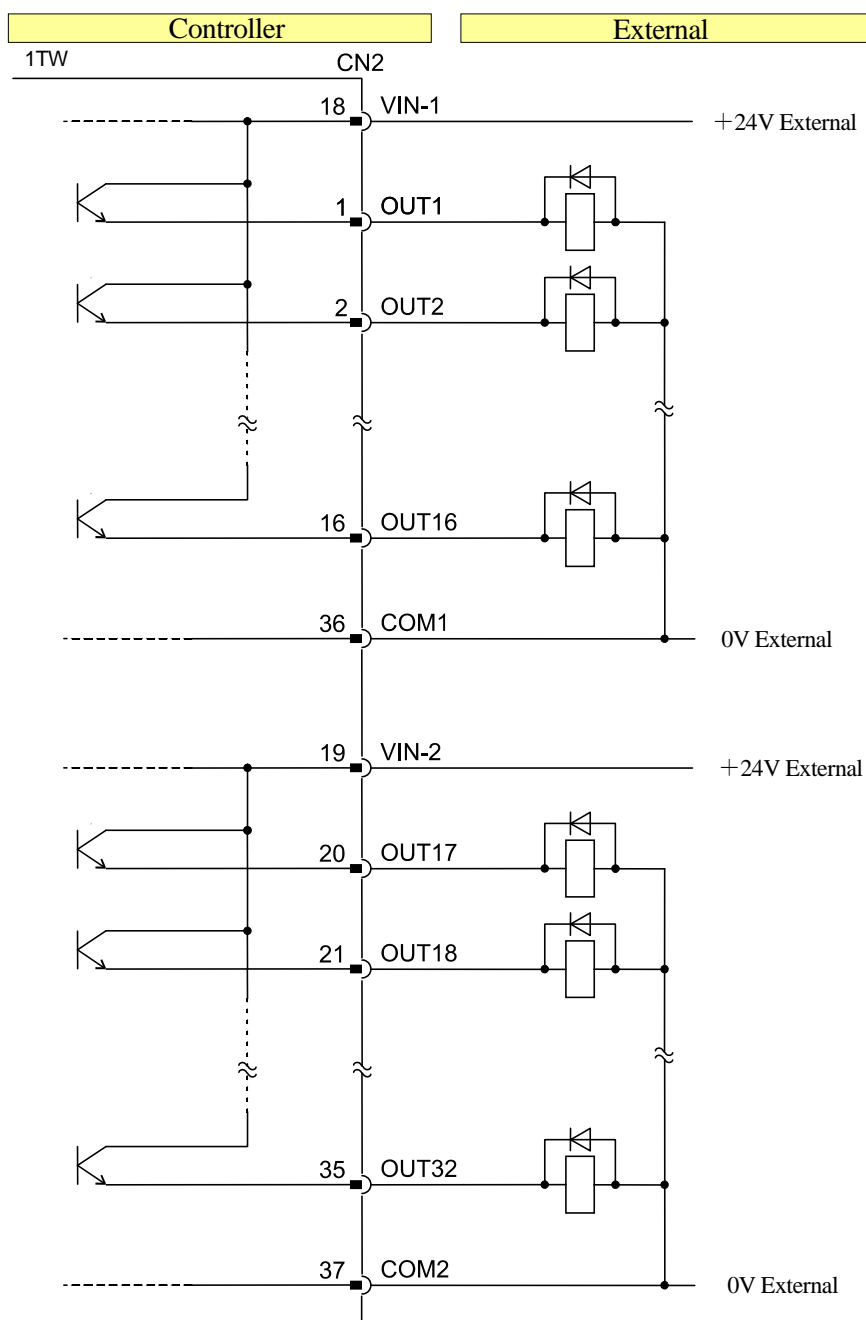 Controller External
1TW CN2
18 VIN-1 +24V External
1 OUT1
2 OUT2
16 OUT16
36 COM1 0V External
19 VIN-2 +24V External
20 OUT17
21 OUT18
35 OUT32
37 COM2 0V External